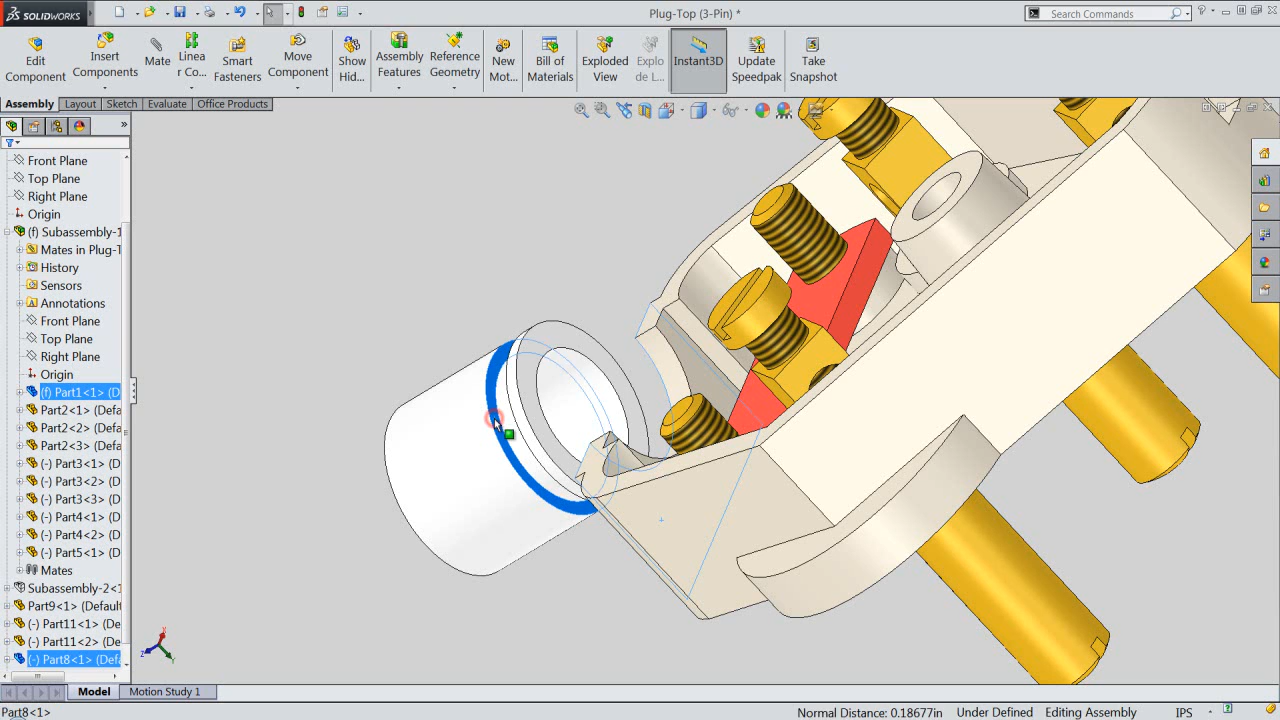 SOLIDWORKS
Plug-Top (3-Pin) *
Search Commands
Edit
Component
Insert
Components
Mate
Linea
r Co...
Smart
Fasteners
Move
Component
Show
Hid...
Assembly
Features
Reference
Geometry
New
Mot...
Bill of
Materials
Exploded
View
Explo
de L...
Instant3D
Update
Speedpak
Take
Snapshot
Assembly
Layout
Sketch
Evaluate
Office Products
Front Plane
Top Plane
Right Plane
Origin
(f) Subassembly-1
Mates in Plug-T
History
Sensors
Annotations
Front Plane
Top Plane
Right Plane
Origin
(f) Part1<1> (D
Part2<1> (Defa
Part2<2> (Defa
Part2<3> (Defa
(-) Part3<1> (D
(-) Part3<2> (D
(-) Part3<3> (D
(-) Part4<1> (D
(-) Part4<2> (D
(-) Part5<1> (D
Mates
Subassembly-2<1
Part9<1> (Default
(-) Part11<1> (De
(-) Part11<2> (De
(-) Part8<1> (Defa
Model
Motion Study 1
Part8<1>
Normal Distance: 0.18677in
Under Defined
Editing Assembly
IPS